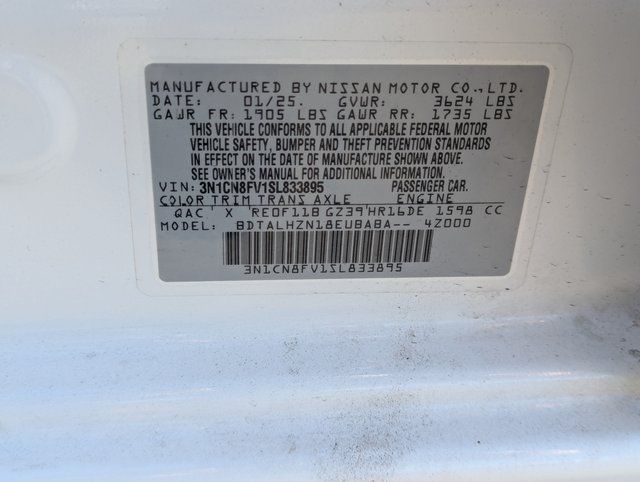 MANUFACTURED BY NISSAN MOTOR CO.,LTD.
DATE: 01/25. GVWR: 3624 LBS
GAWR FR: 1905 LBS GAWR RR: 1735 LBS
THIS VEHICLE CONFORMS TO ALL APPLICABLE FEDERAL MOTOR
VEHICLE SAFETY, BUMPER AND THEFT PREVENTION STANDARDS
IN EFFECT ON THE DATE OF MANUFACTURE SHOWN ABOVE.
SEE OWNER'S MANUAL FOR ADDITIONAL INFORMATION.
VIN: 3N1CN8FV1SL833895 PASSENGER CAR.
COLOR TRIM TRANS AXLE ENGINE
QAC ' X ' RE0F11B GZ39'HR16DE 1598 CC
MODEL: BDTALHZN18EUBABA-- 4Z000
3N1CN8FV1SL833895